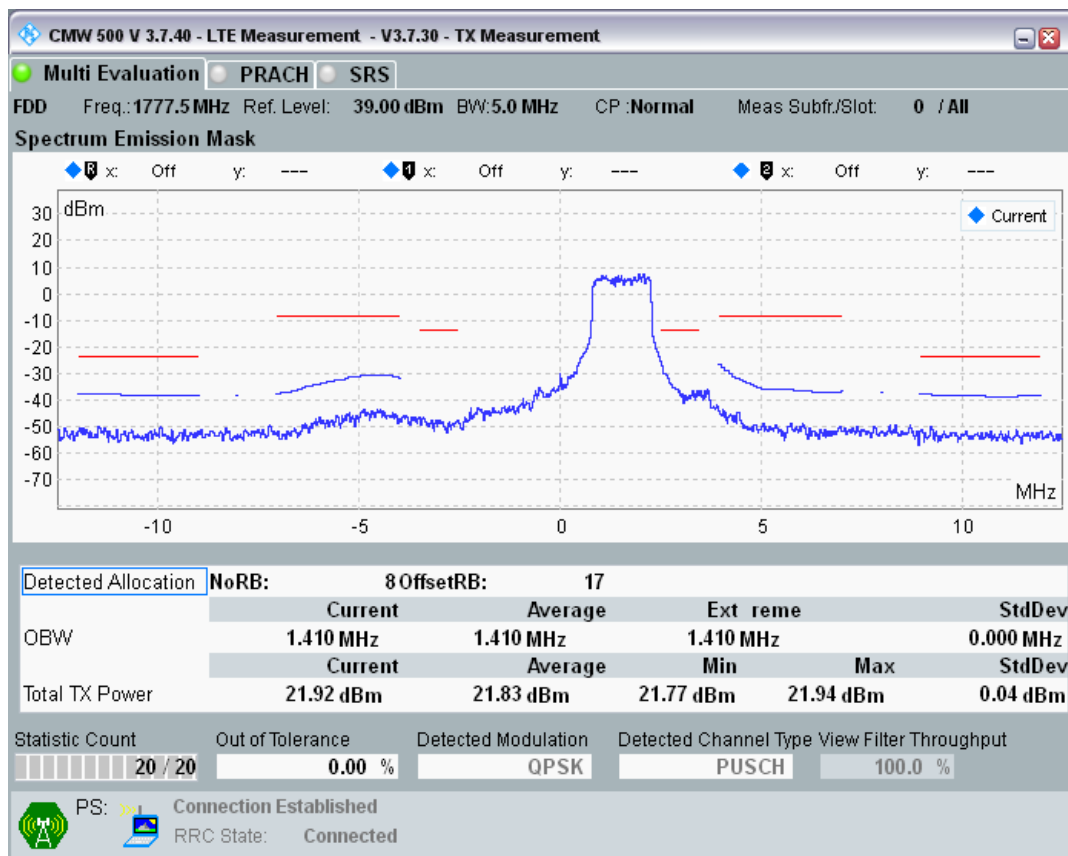 CMW 500 V 3.7.40 - LTE Measurement - V3.7.30 - TX Measurement
Multi Evaluation PRACH SRS
FDD Freq.:1777.5 MHz Ref. Level: 39.00 dBm BW:5.0 MHz CP :Normal Meas Subfr./Slot: 0 / All
Spectrum Emission Mask
R x: Off y: --- 1 x: Off y: --- 2 x: Off y: ---
dBm
Current
30
20
10
0
-10
-20
-30
-40
-50
-60
-70
MHz
-10 -5 0 5 10
Detected Allocation NoRB: 8 OffsetRB: 17
Current Average Ext reme StdDev
OBW 1.410 MHz 1.410 MHz 1.410 MHz 0.000 MHz
Current Average Min Max StdDev
Total TX Power 21.92 dBm 21.83 dBm 21.77 dBm 21.94 dBm 0.04 dBm
Statistic Count Out of Tolerance Detected Modulation Detected Channel Type View Filter Throughput
20 / 20 0.00 % QPSK PUSCH 100.0 %
PS: Connection Established
RRC State: Connected